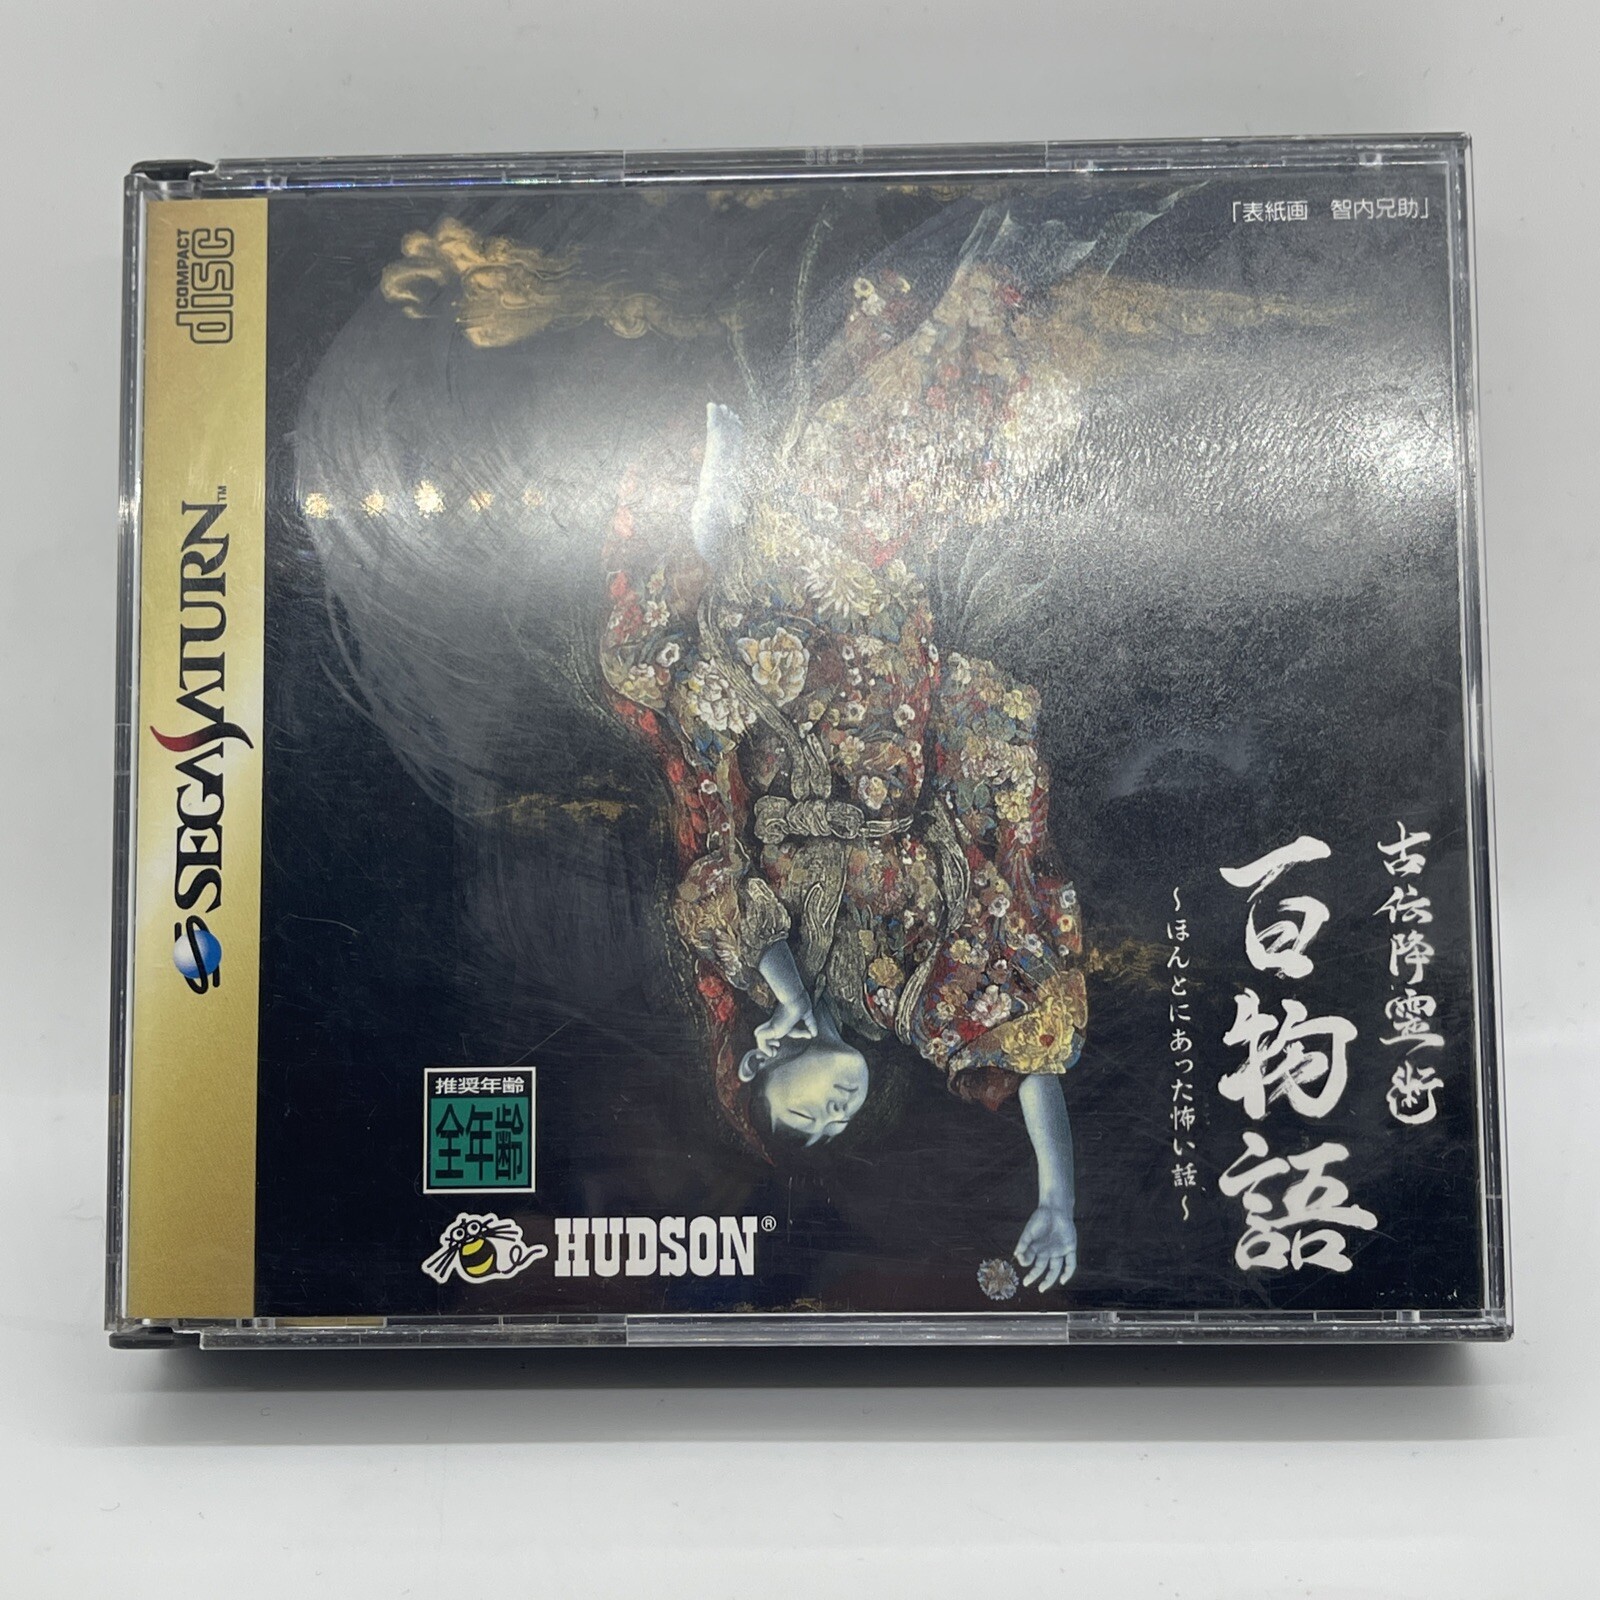 COMPACT
disc
SEGA SATURN™
「表紙画 智内兄助」
古伝降霊術
百物語
～ほんとにあった怖い話～
推奨年齢
全年齢
HUDSON®